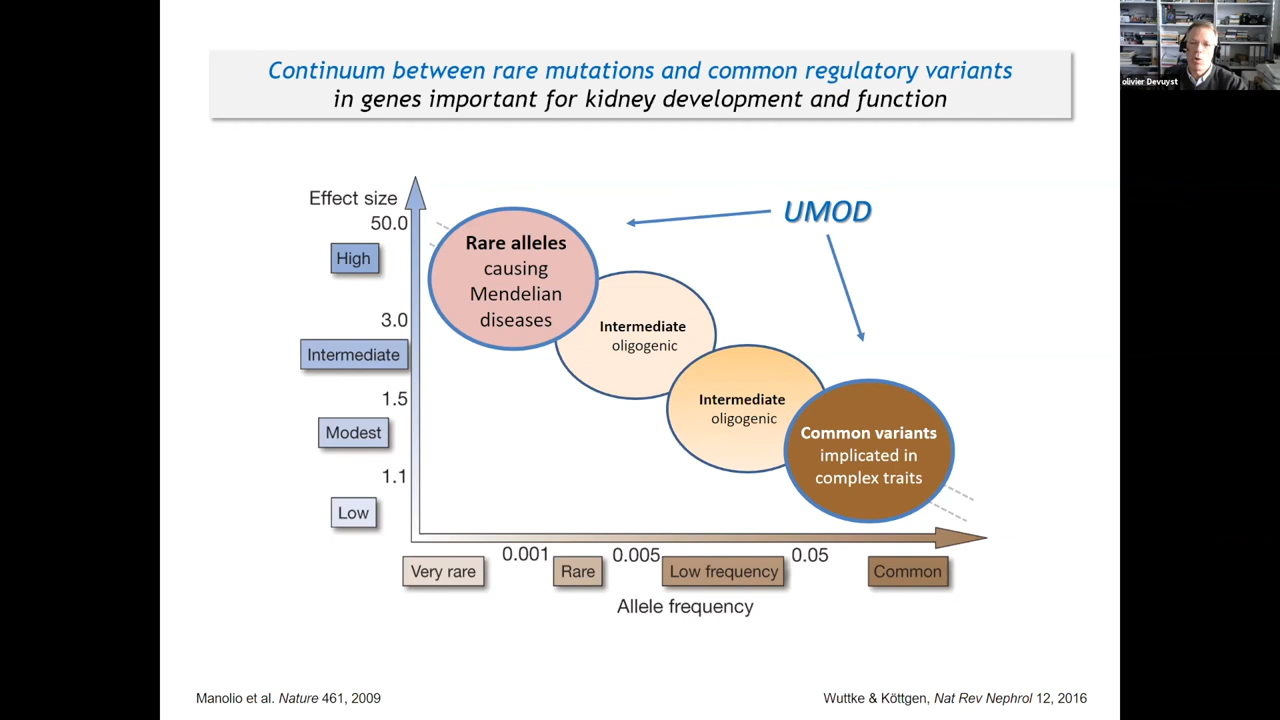 Continuum between rare mutations and common regulatory variants
in genes important for kidney development and function
olivier Devuyst
Effect size
50.0
High
3.0
Intermediate
1.5
Modest
1.1
Low
UMOD
Rare alleles
causing
Mendelian
diseases
Intermediate
oligogenic
Intermediate
oligogenic
Common variants
implicated in
complex traits
0.001
0.005
0.05
Very rare
Rare
Low frequency
Common
Allele frequency
Manolio et al. Nature 461, 2009
Wuttke & Köttgen, Nat Rev Nephrol 12, 2016